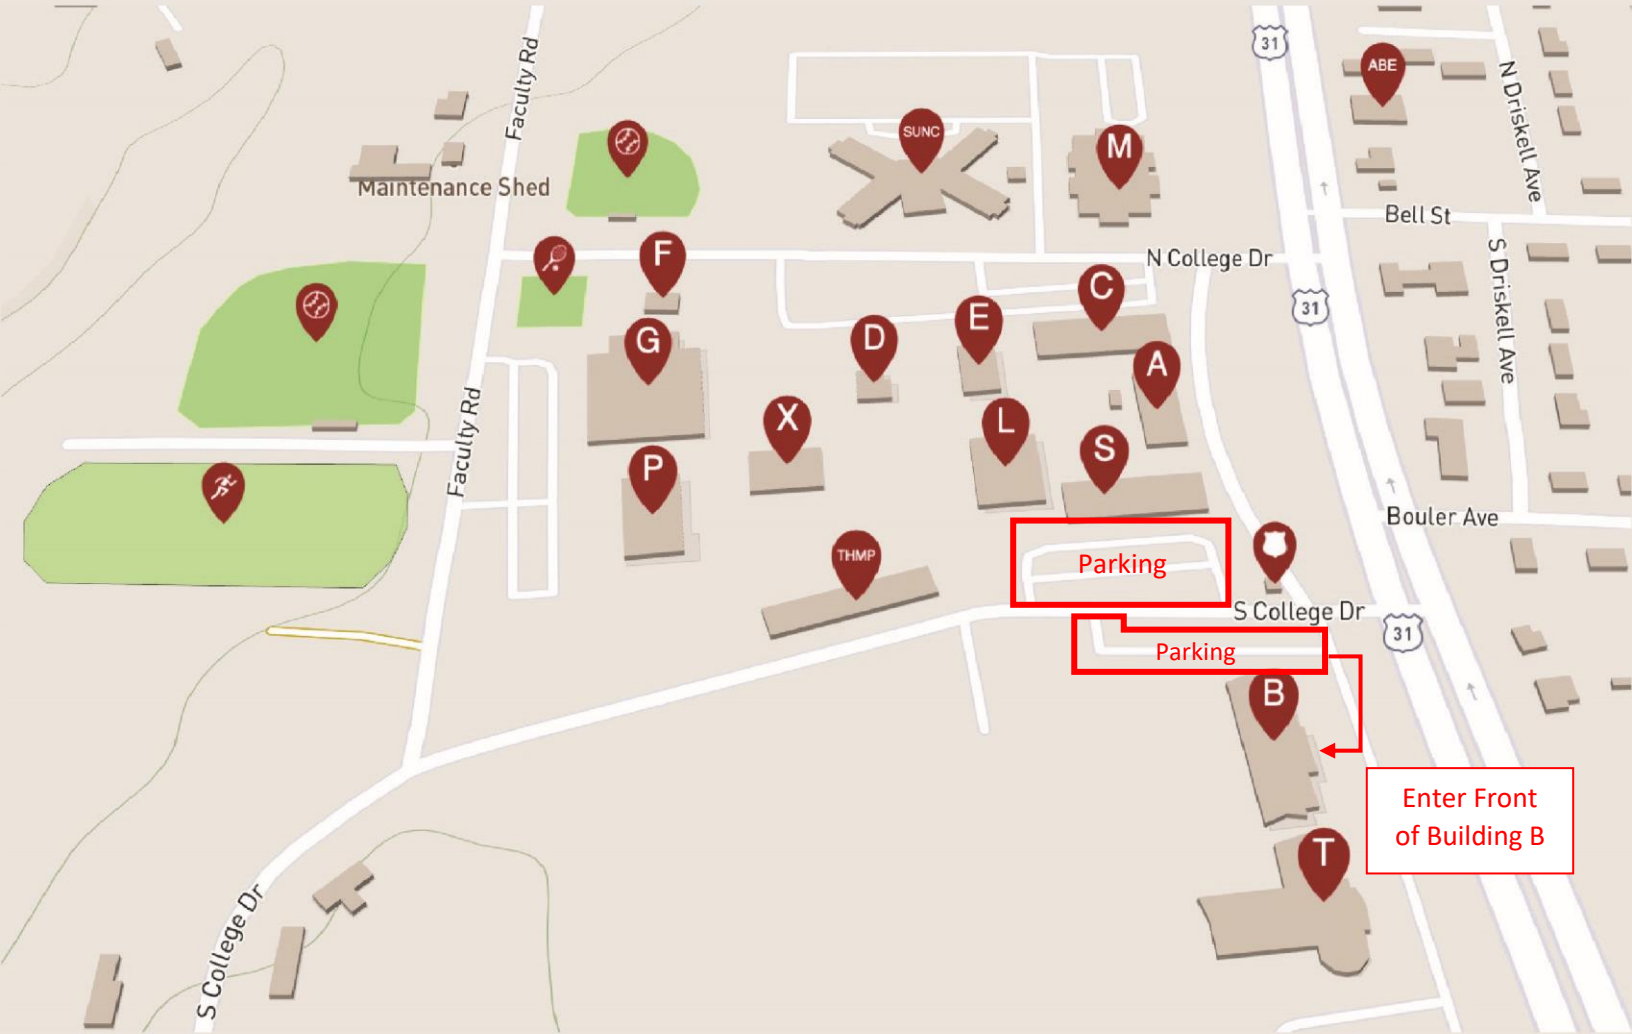 31
ABE
Faculty Rd
N Driskell Ave
SUNC
M
Maintenance Shed
Bell St
F
N College Dr
S Driskell Ave
C
31
E
D
G
A
Faculty Rd
X
L
S
P
Bouler Ave
THMP
Parking
S College Dr
31
Parking
B
Enter Front
of Building B
T
S College Dr